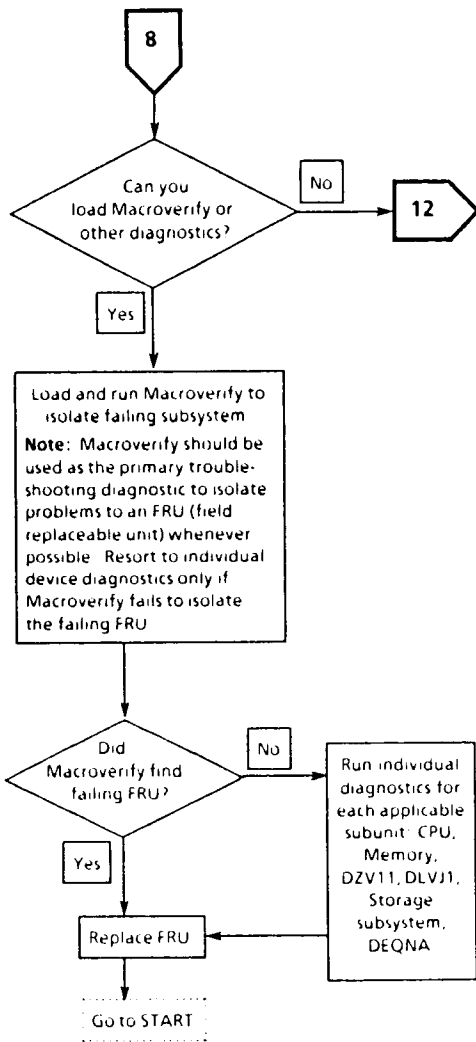 8
Can you
load Macroverify or
other diagnostics?
No
12
Yes
Load and run Macroverify to
isolate failing subsystem
Note: Macroverify should be
used as the primary trouble-
shooting diagnostic to isolate
problems to an FRU (field
replaceable unit) whenever
possible Resort to individual
device diagnostics only if
Macroverify fails to isolate
the failing FRU
Did
Macroverify find
failing FRU?
No
Run individual
diagnostics for
each applicable
subunit: CPU,
Memory,
DZV11, DLVJ1,
Storage
subsystem,
DEQNA
Yes
Replace FRU
Go to START